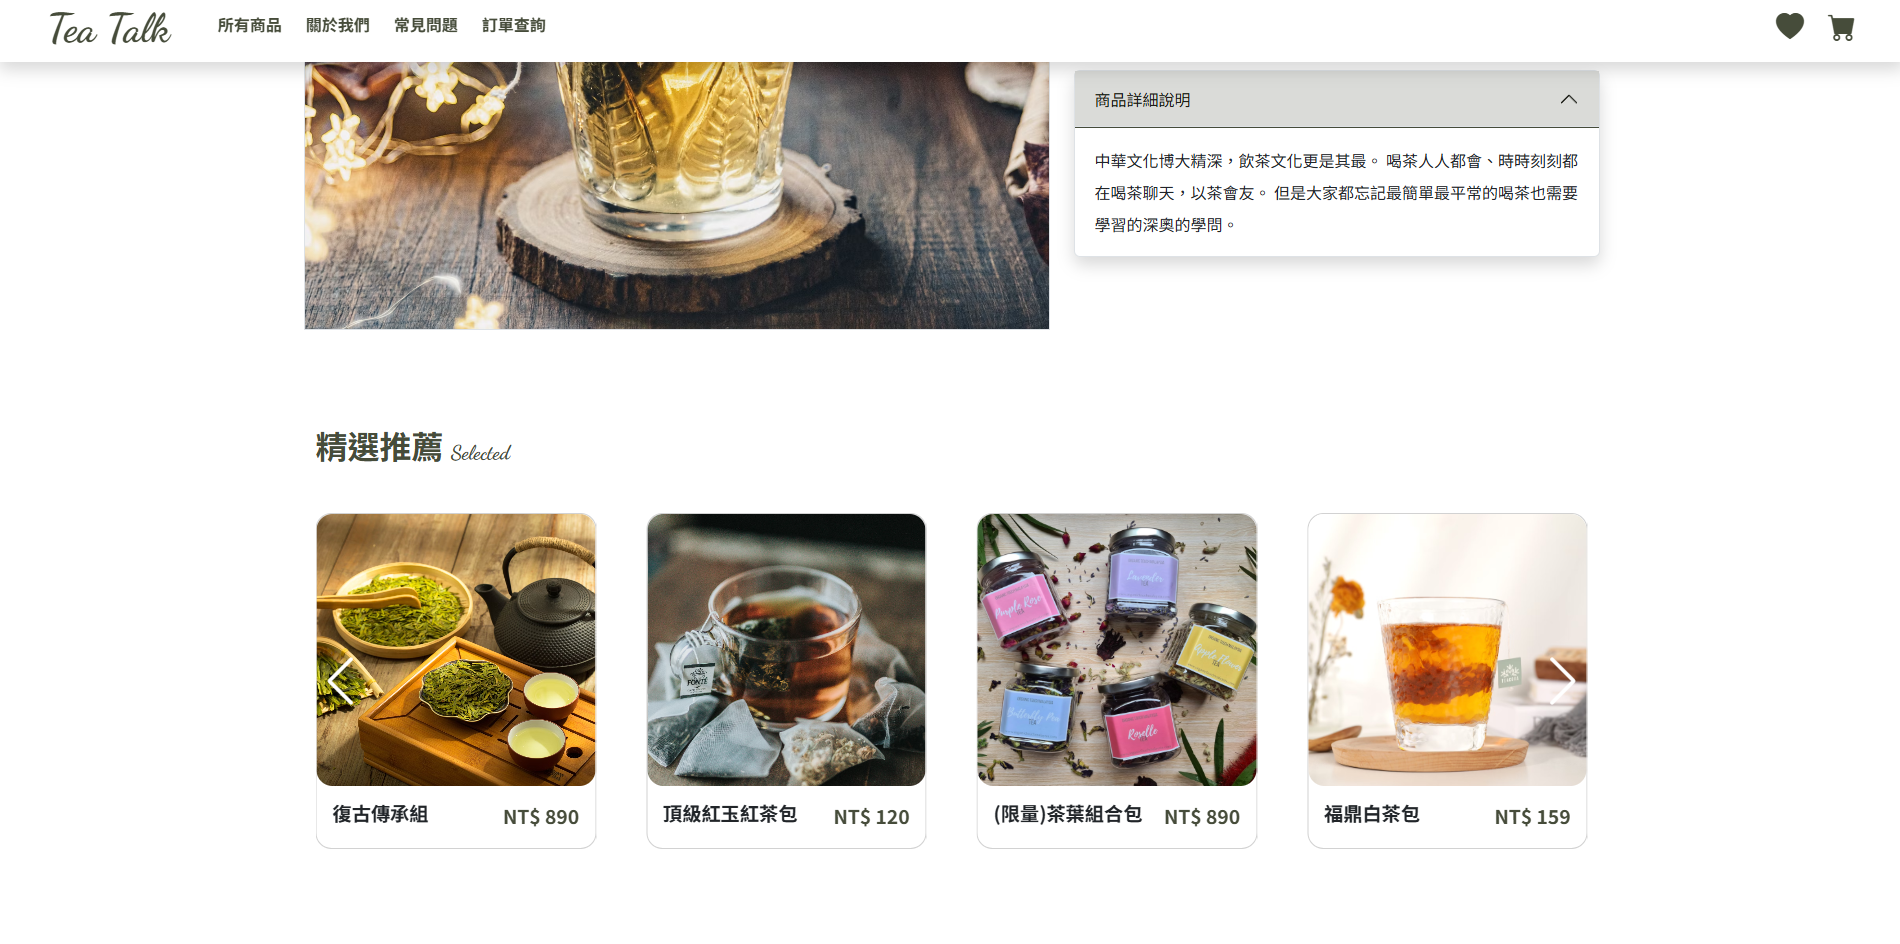 Tea Talk
所有商品
關於我們
常見問題
訂單查詢
商品詳細說明
中華文化博大精深，飲茶文化更是其最。 喝茶人人都會、時時刻刻都
在喝茶聊天，以茶會友。 但是大家都忘記最簡單最平常的喝茶也需要
學習的深奧的學問。
精選推薦 Selected
FONTÉ
Purple Rose
Lavender
TEA
Butterfly Pea
TEA
Roselle
復古傳承組
NT$ 890
頂級紅玉紅茶包
NT$ 120
(限量)茶葉組合包
NT$ 890
福鼎白茶包
NT$ 159